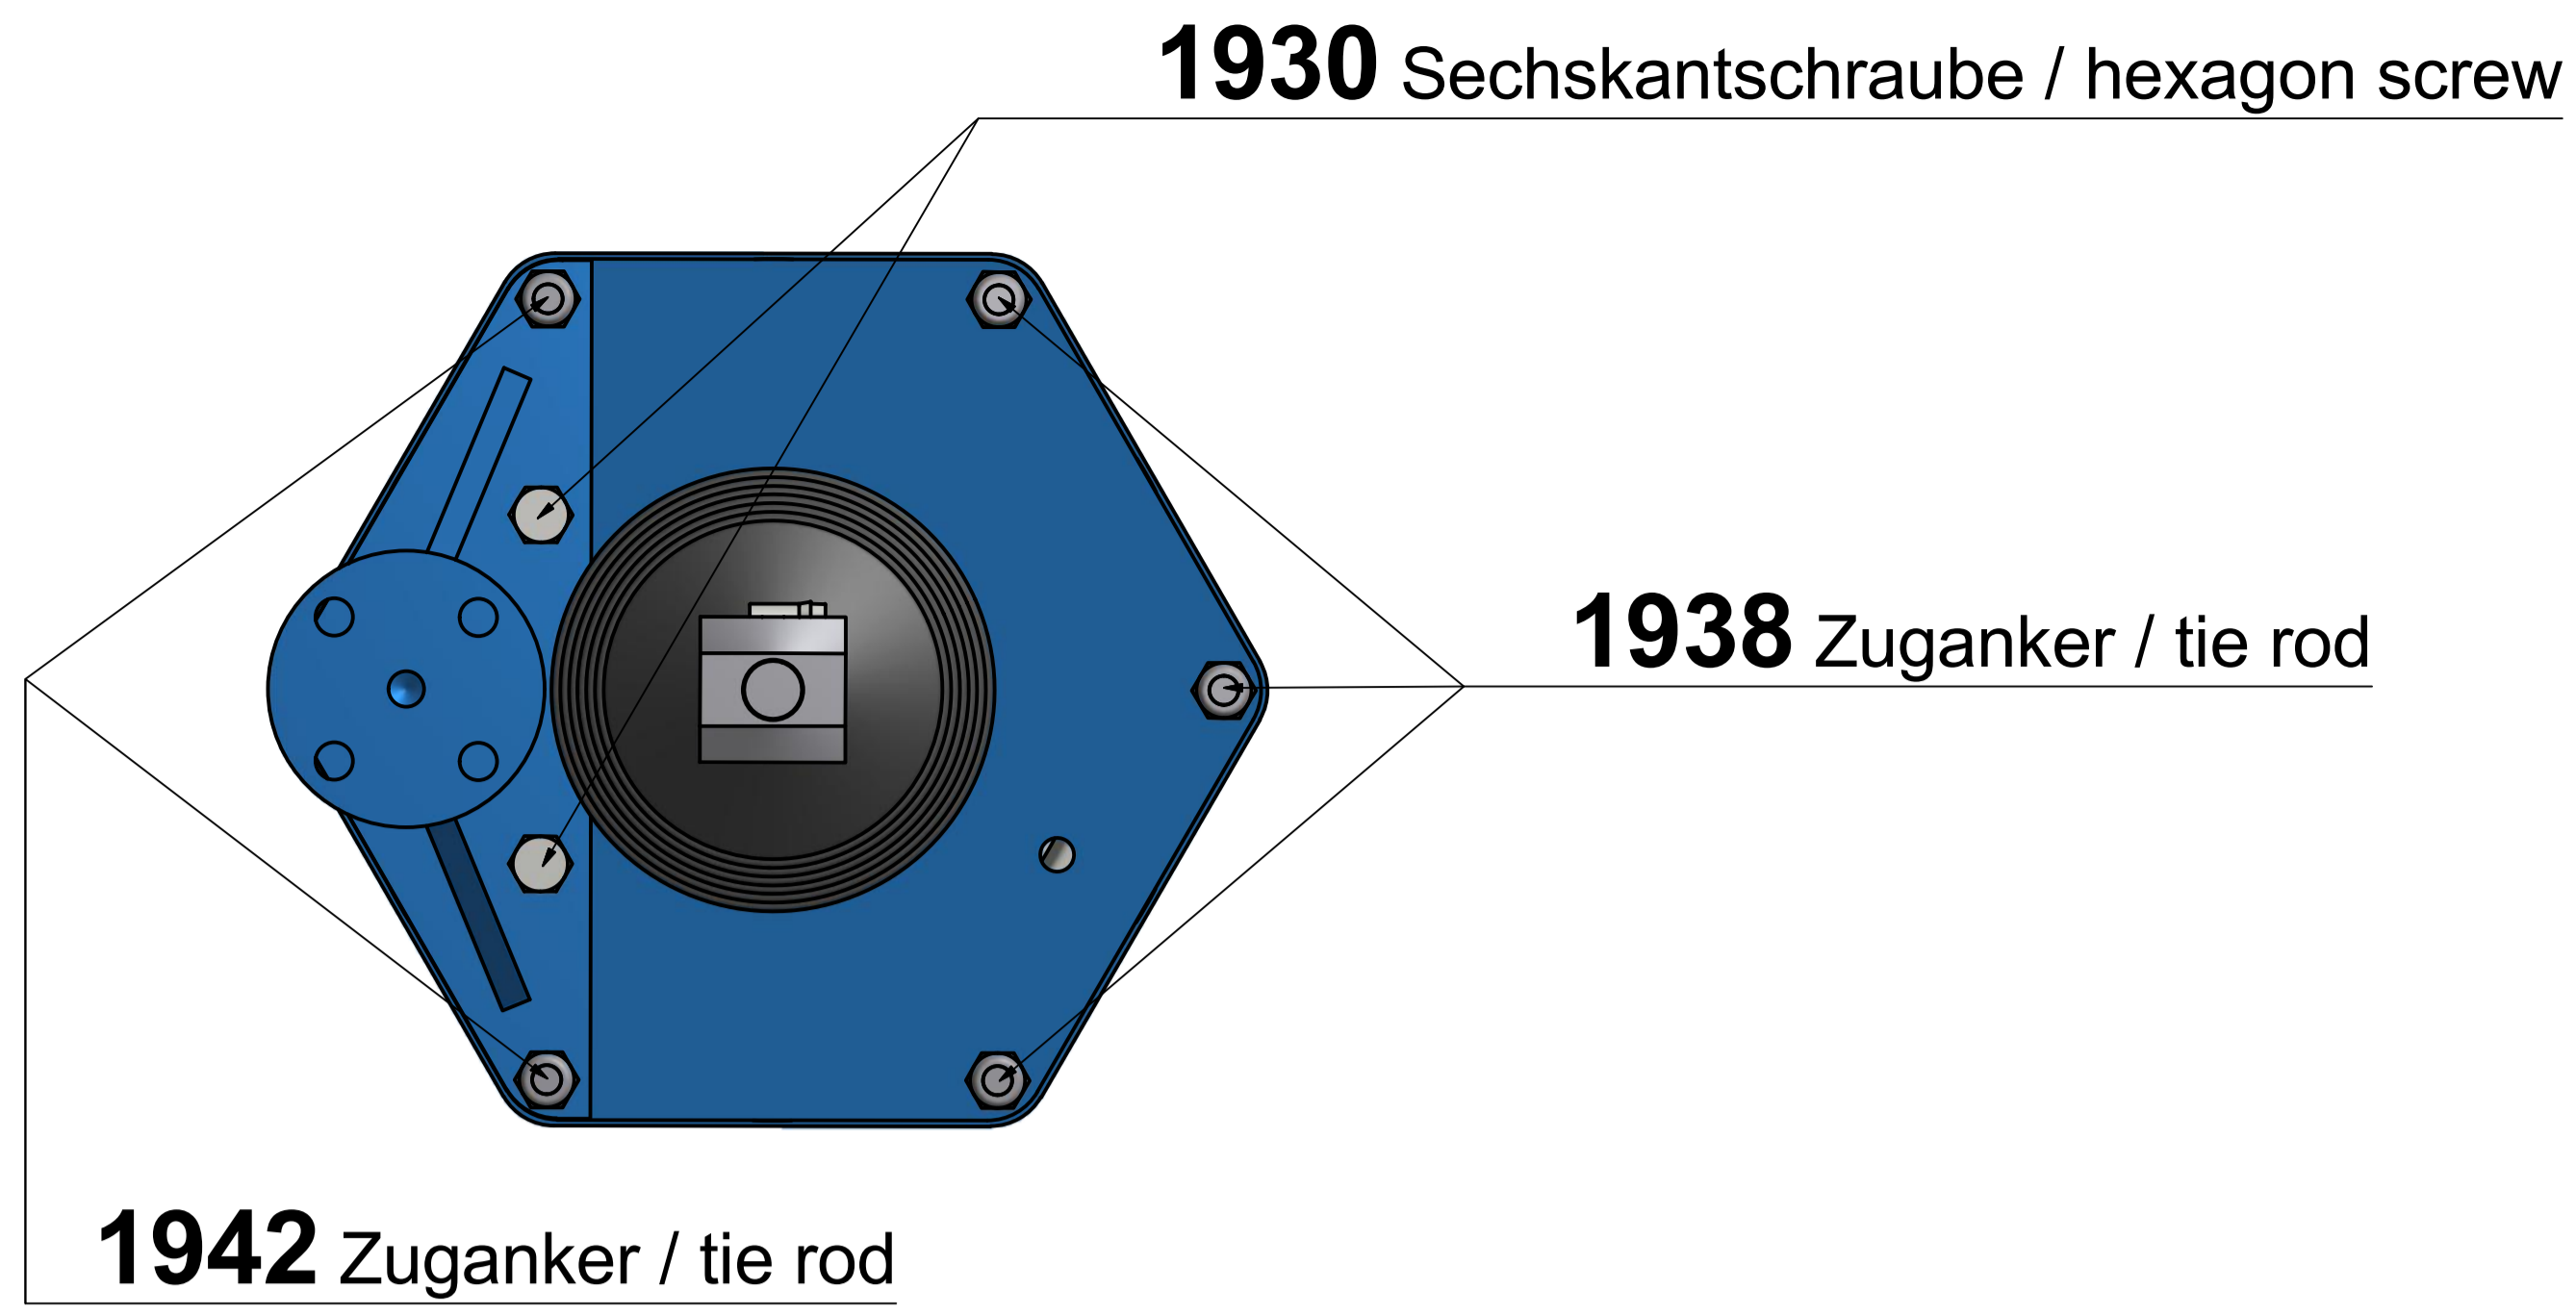 1930 Sechskantschraube / hexagon screw
1938 Zuganker / tie rod
1942 Zuganker / tie rod